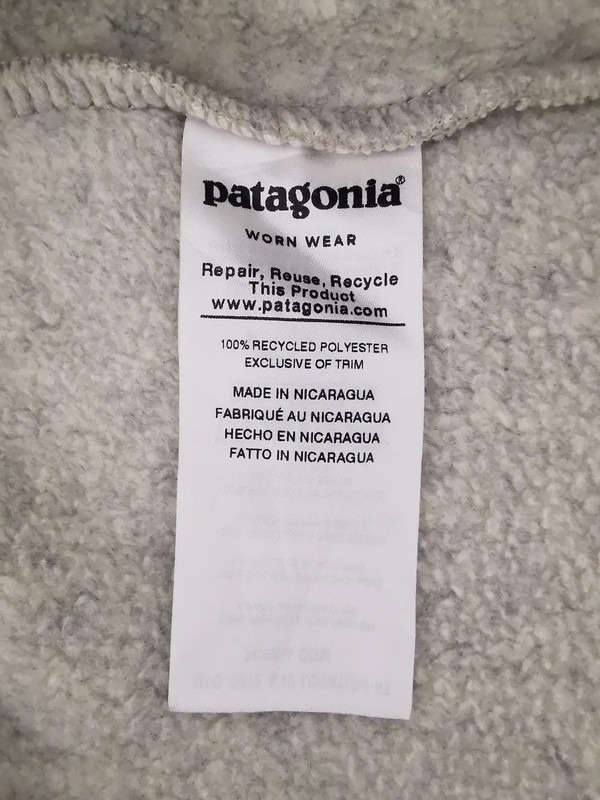 patagonia®
WORN WEAR
Repair, Reuse, Recycle
This Product
www.patagonia.com
100% RECYCLED POLYESTER
EXCLUSIVE OF TRIM
MADE IN NICARAGUA
FABRIQUÉ AU NICARAGUA
HECHO EN NICARAGUA
FATTO IN NICARAGUA